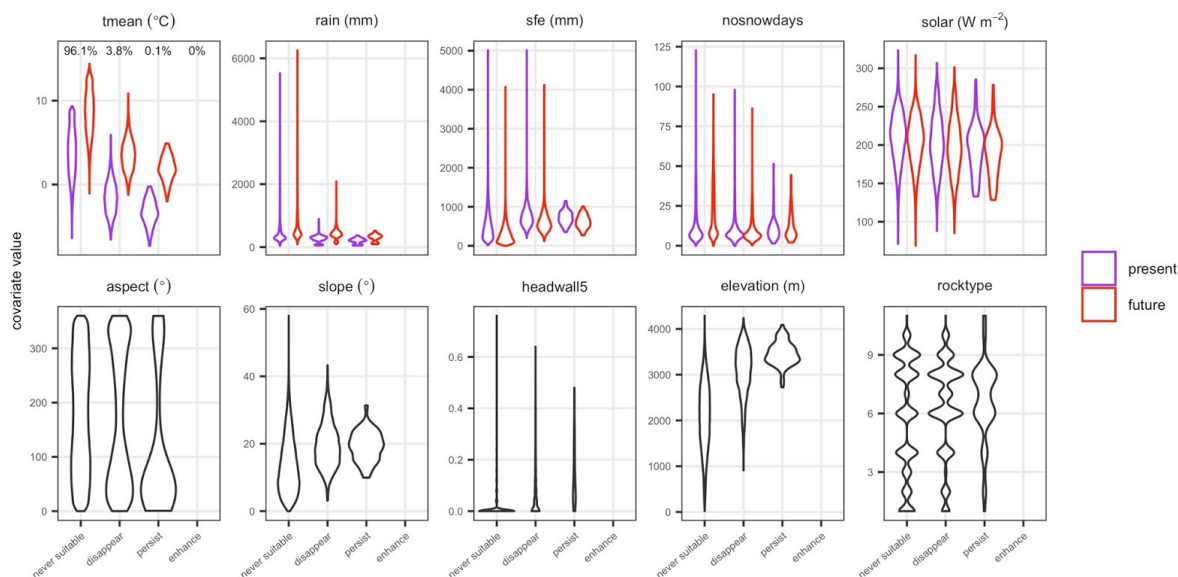 tmean (°C)
rain (mm)
sfe (mm)
nosnowdays
solar (W m⁻²)
96.1% 3.8% 0.1% 0%
10
0
6000
4000
2000
0
5000
4000
3000
2000
1000
0
125
100
75
50
25
0
300
250
200
150
100
covariate value
present
future
aspect (°)
slope (°)
headwall5
elevation (m)
rocktype
300
200
100
0
60
40
20
0
0.6
0.4
0.2
0.0
4000
3000
2000
1000
0
9
6
3
never suitable
disappear
persist
enhance
never suitable
disappear
persist
enhance
never suitable
disappear
persist
enhance
never suitable
disappear
persist
enhance
never suitable
disappear
persist
enhance